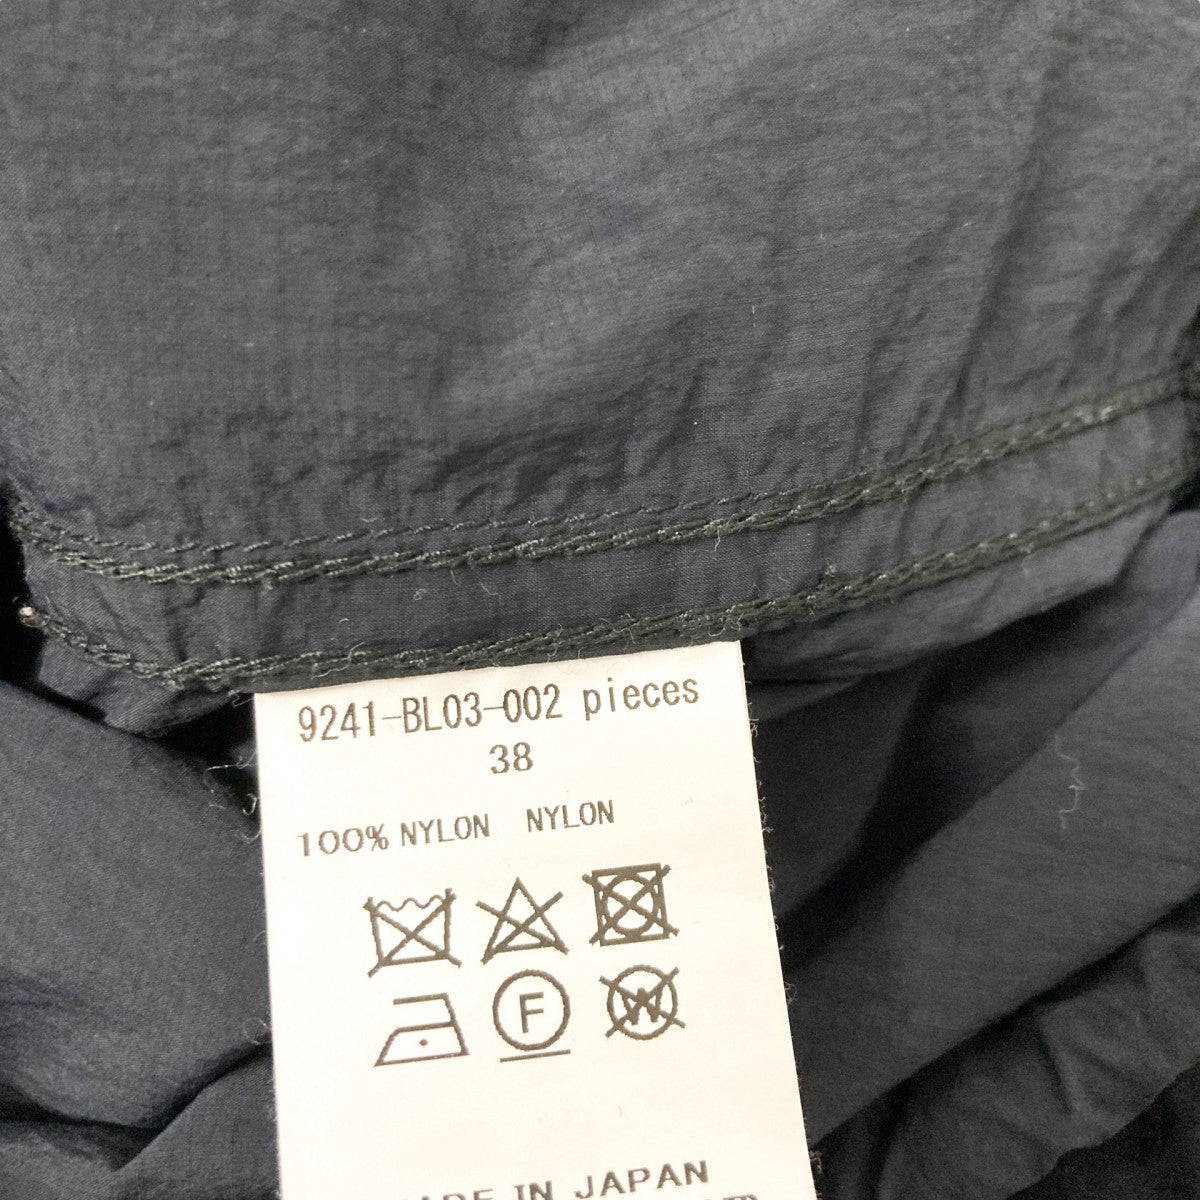 9241-BL03-002 pieces
38
100% NYLON NYLON
F
W
MADE IN JAPAN